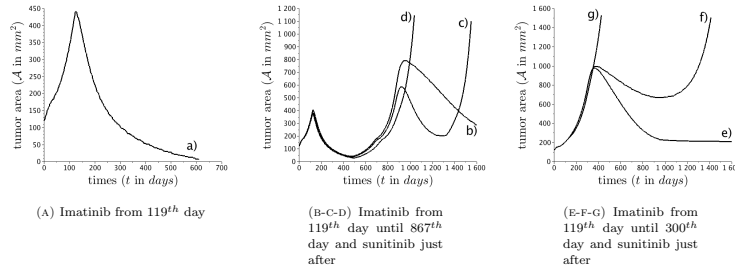 450
400
350
300
250
200
150
100
50
0
tumor area (A in mm²)
a)
0 100 200 300 400 500 600 700
times (t in days)
(A) Imatinib from 119th day
1 200
1 100
1 000
900
800
700
600
500
400
300
200
100
0
tumor area (A in mm²)
d)
c)
b)
0 200 400 600 800 1 000 1 200 1 400 1 600
times (t in days)
(B-C-D) Imatinib from
119th day until 867th
day and sunitinib just
after
1 600
1 400
1 200
1 000
800
600
400
200
0
tumor area (A in mm²)
g)
f)
e)
0 200 400 600 800 1 000 1 200 1 400 1 600
times (t in days)
(E-F-G) Imatinib from
119th day until 300th
day and sunitinib just
after